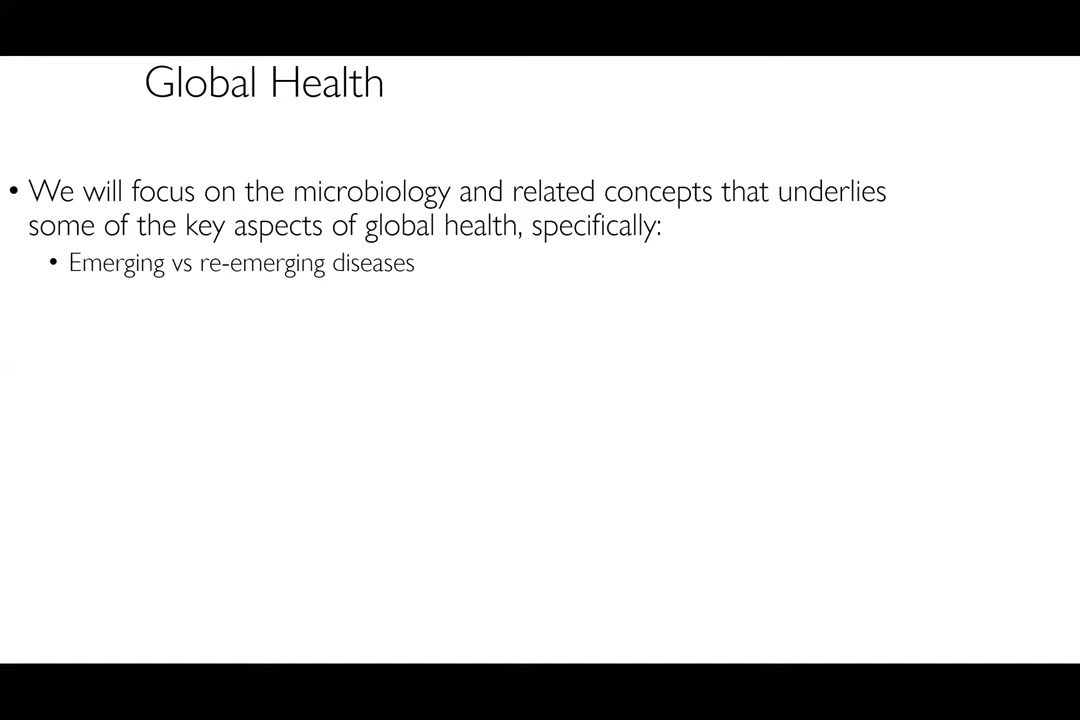 Global Health
• We will focus on the microbiology and related concepts that underlies
some of the key aspects of global health, specifically:
• Emerging vs re-emerging diseases